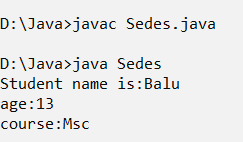 D:\Java>javac Sedes.java
D:\Java>java Sedes
Student name is:Balu
age:13
course:Msc